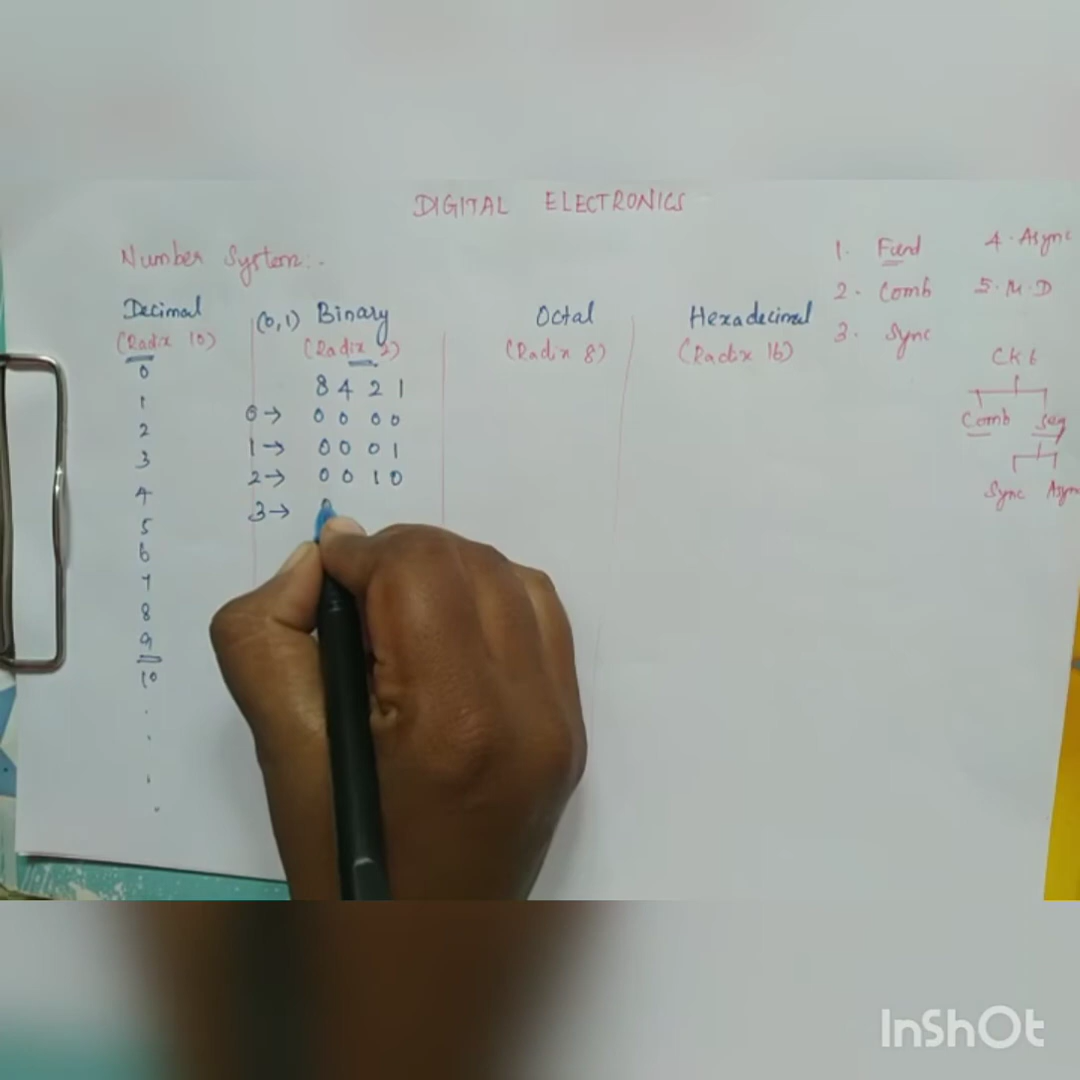 DIGITAL ELECTRONICS
Number System:-
1. Fund
2. Comb
3. Sync
4. Async
5. M.D
Ckt
Comb Seq
Sync Asyn
Decimal
(Radix 10)
0
1
2
3
4
5
6
7
8
9
10
.
.
.
.
(0,1) Binary
(Radix 2)
8 4 2 1
0→ 0 0 0 0
1→ 0 0 0 1
2→ 0 0 1 0
3→ 0
Octal
(Radix 8)
Hexadecimal
(Radix 16)
InShOt